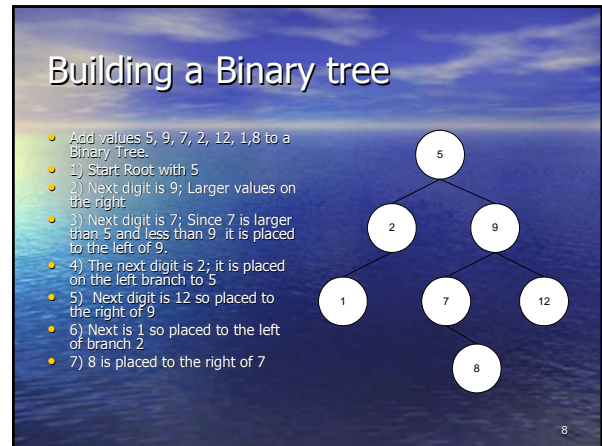 Building a Binary tree
Add values 5, 9, 7, 2, 12, 1,8 to a
Binary Tree.
1) Start Root with 5
2) Next digit is 9; Larger values on
the right
3) Next digit is 7; Since 7 is larger
than 5 and less than 9 it is placed
to the left of 9.
4) The next digit is 2; it is placed
on the left branch to 5
5) Next digit is 12 so placed to
the right of 9
6) Next is 1 so placed to the left
of branch 2
7) 8 is placed to the right of 7
5
2 9
1 7 12
8
8